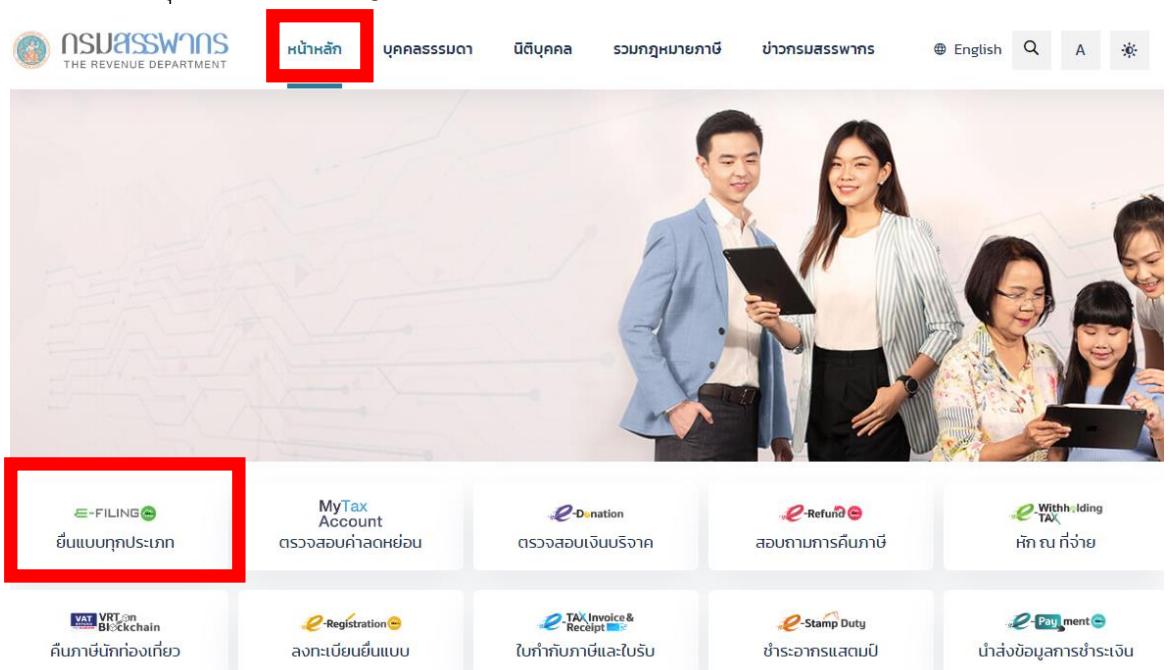 กรมสรรพากร
THE REVENUE DEPARTMENT
หน้าหลัก บุคคลธรรมดา นิติบุคคล รวมกฎหมายภาษี ข่าวกรมสรรพากร English A
E-FILING
ยื่นแบบทุกประเภท
MyTax
Account
ตรวจสอบค่าลดหย่อน
e-Donation
ตรวจสอบเงินบริจาค
e-Refund
สอบถามการคืนภาษี
e-Withholding
TAX
หัก ณ ที่จ่าย
VAT VRT on
Blockchain
คืนภาษีนักท่องเที่ยว
e-Registration
ลงทะเบียนยื่นแบบ
e-TAX Invoice &
Receipt
ใบกำกับภาษีและใบรับ
e-Stamp Duty
ชำระอากรแสตมป์
e-Payment
นำส่งข้อมูลการชำระเงิน